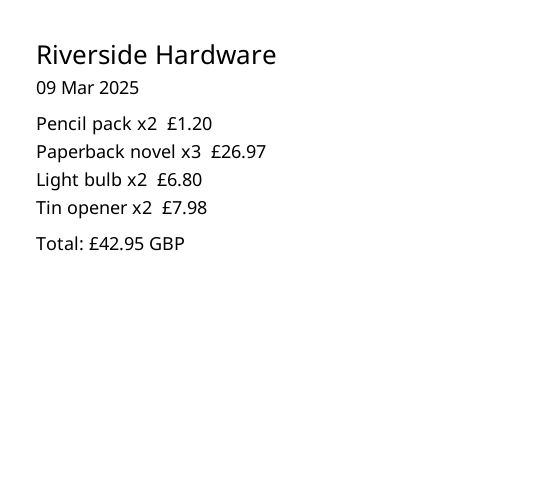 Riverside Hardware
09 Mar 2025
Pencil pack x2  £1.20
Paperback novel x3  £26.97
Light bulb x2  £6.80
Tin opener x2  £7.98
Total: £42.95 GBP